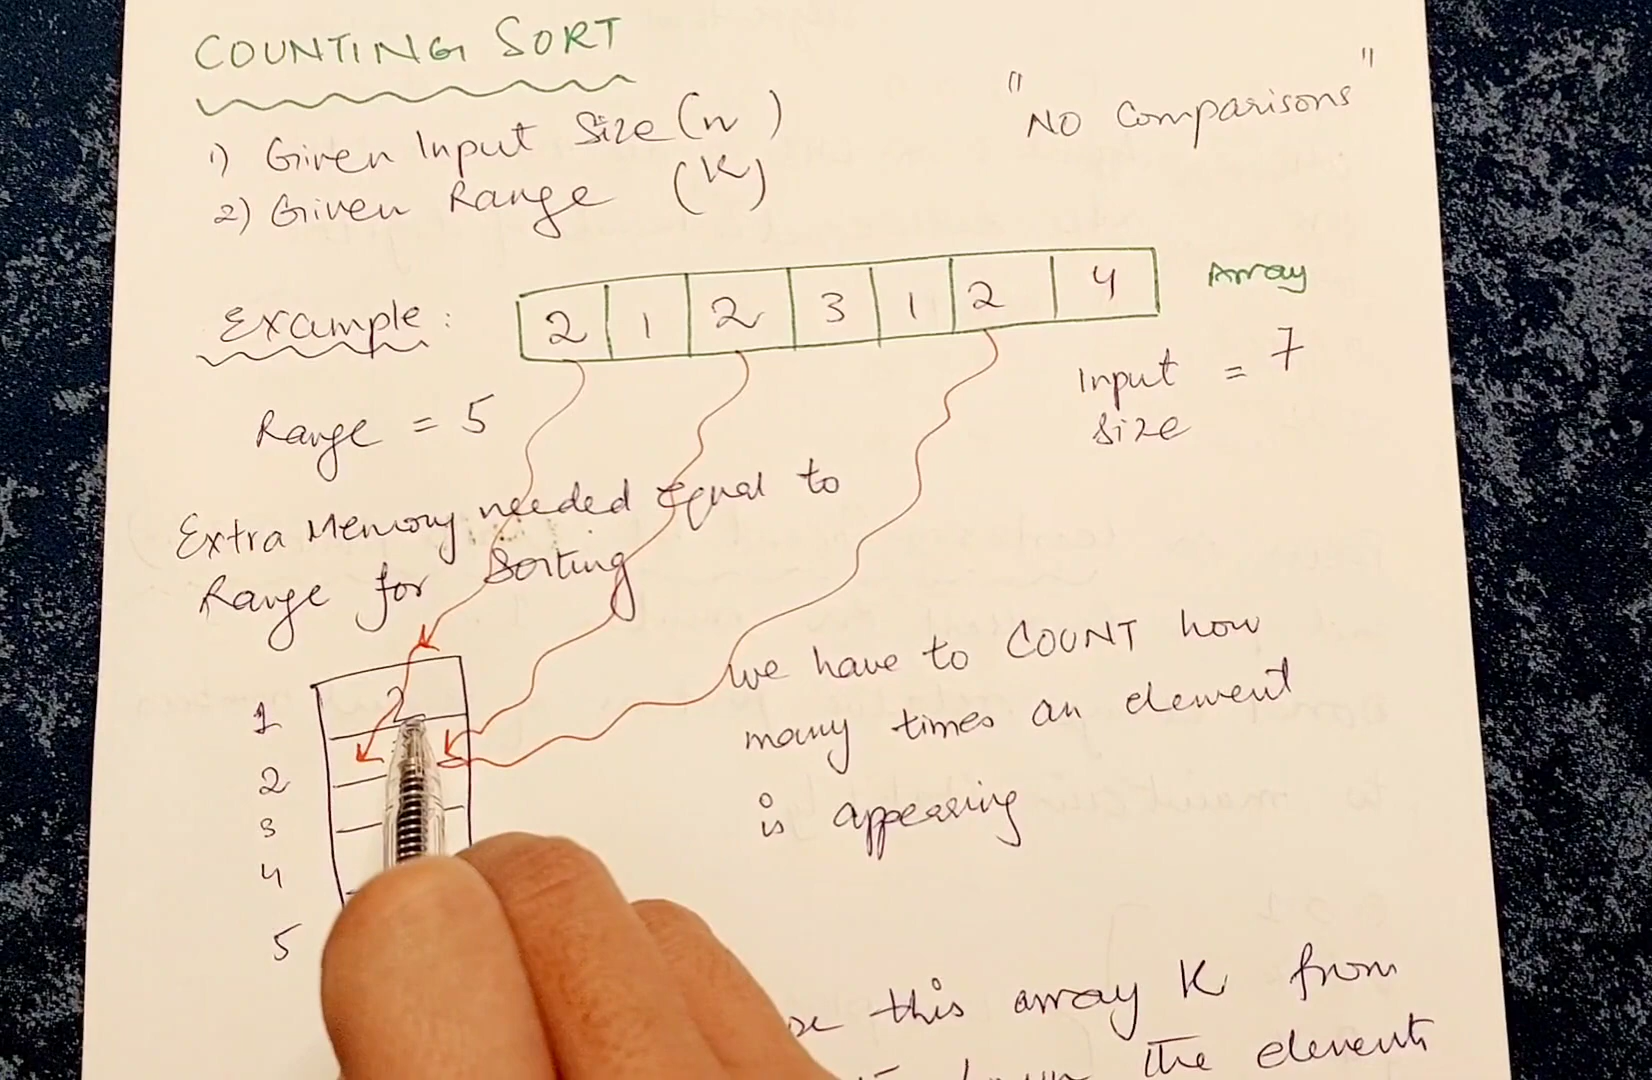 COUNTING SORT
"No Comparisons"
1) Given Input Size (n)
2) Given Range (K)
Example :
2 1 2 3 1 2 4
Array
Range = 5
Input Size = 7
Extra Memory needed equal to
Range for Sorting
1 2
2
3
4
5
we have to COUNT how
many times an element
is appearing
this array K from
down the elements